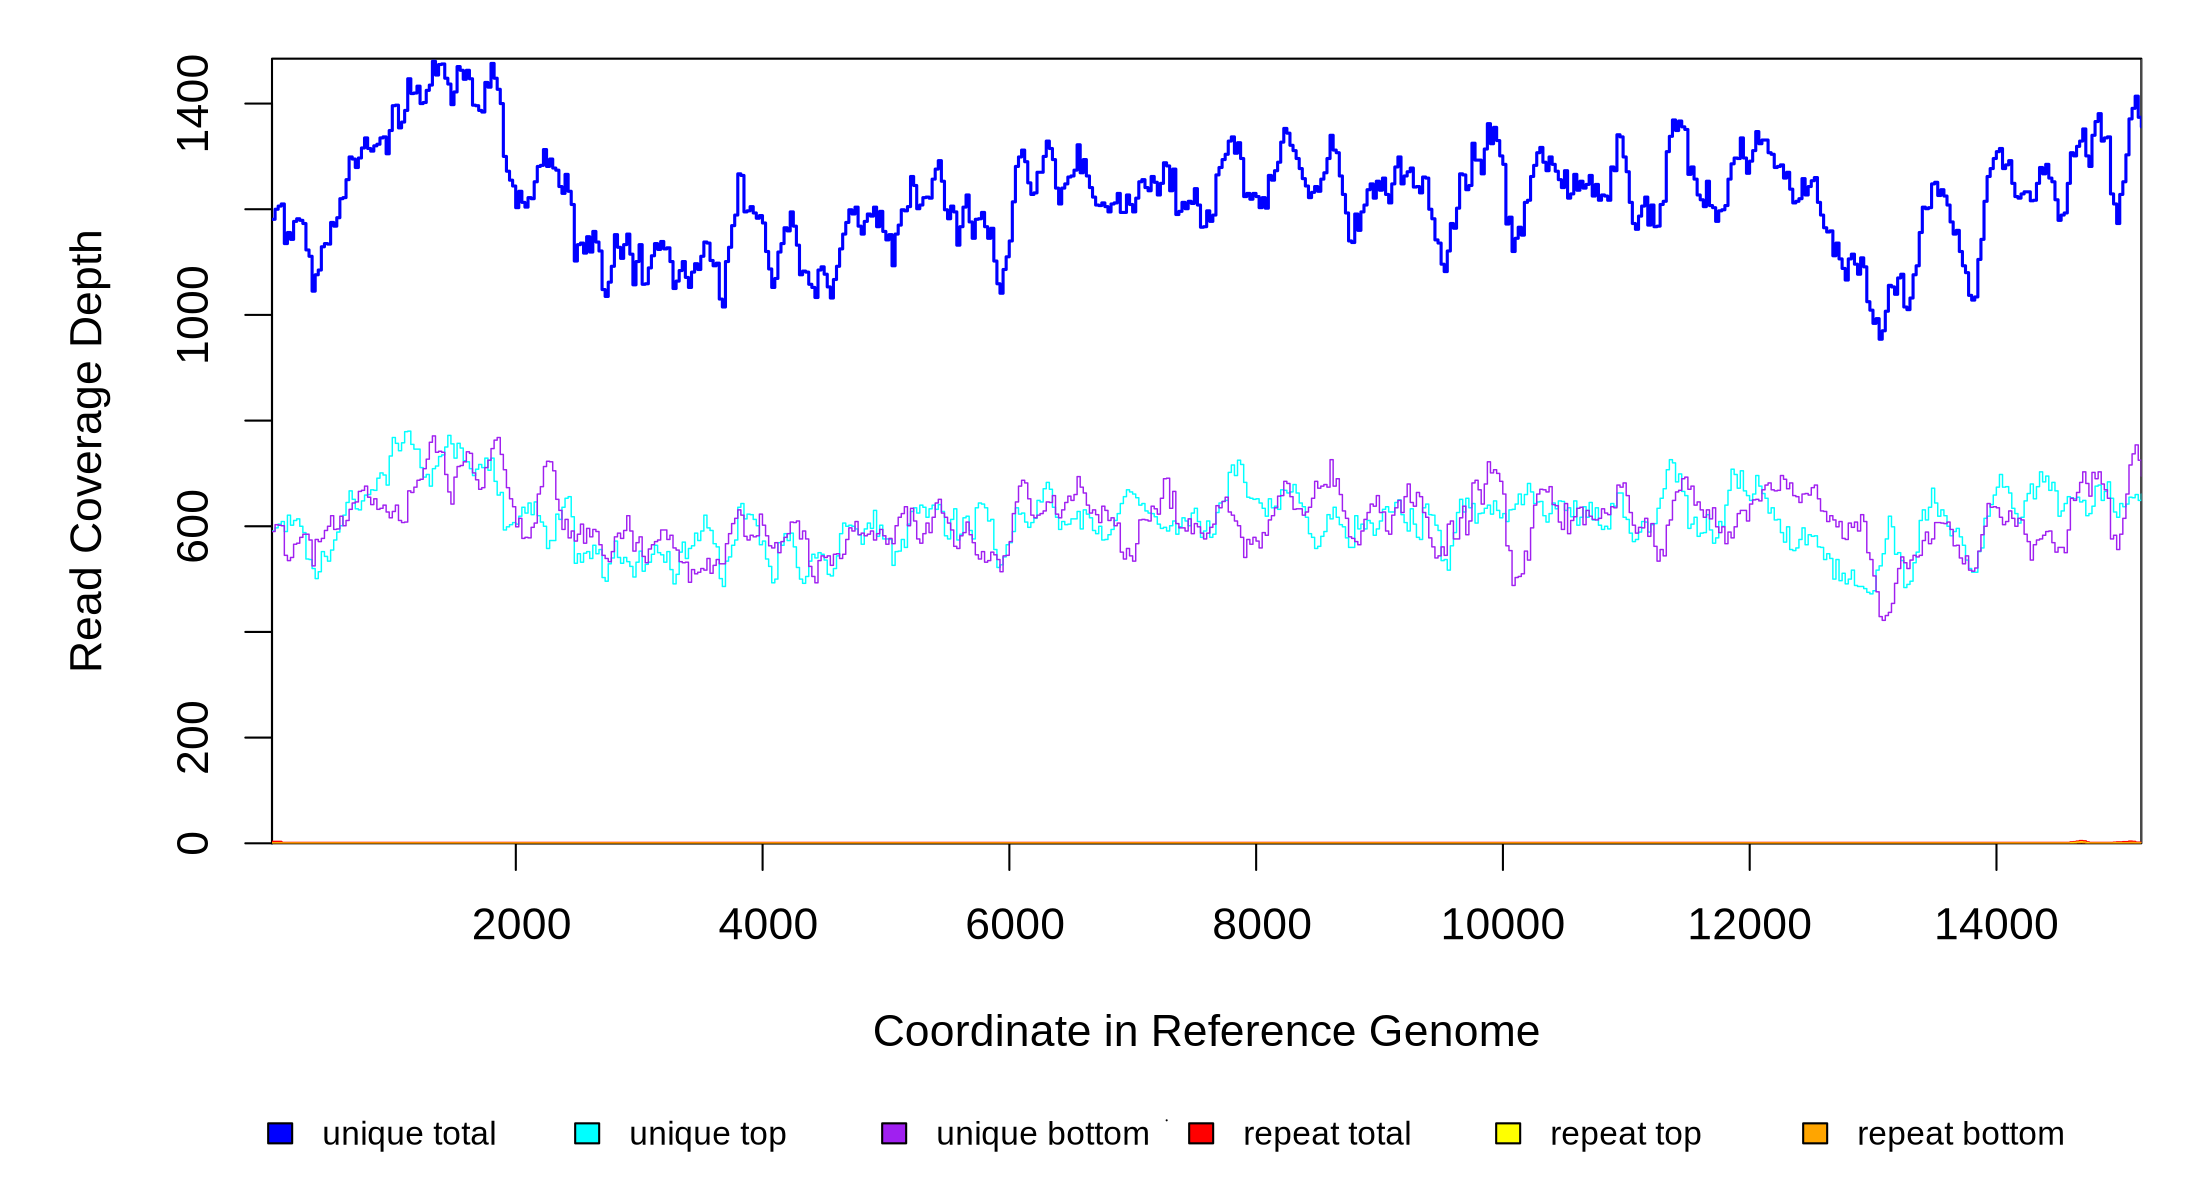 Read Coverage Depth
1400
1000
600
200
0
2000 4000 6000 8000 10000 12000 14000
Coordinate in Reference Genome
unique total unique top unique bottom repeat total repeat top repeat bottom